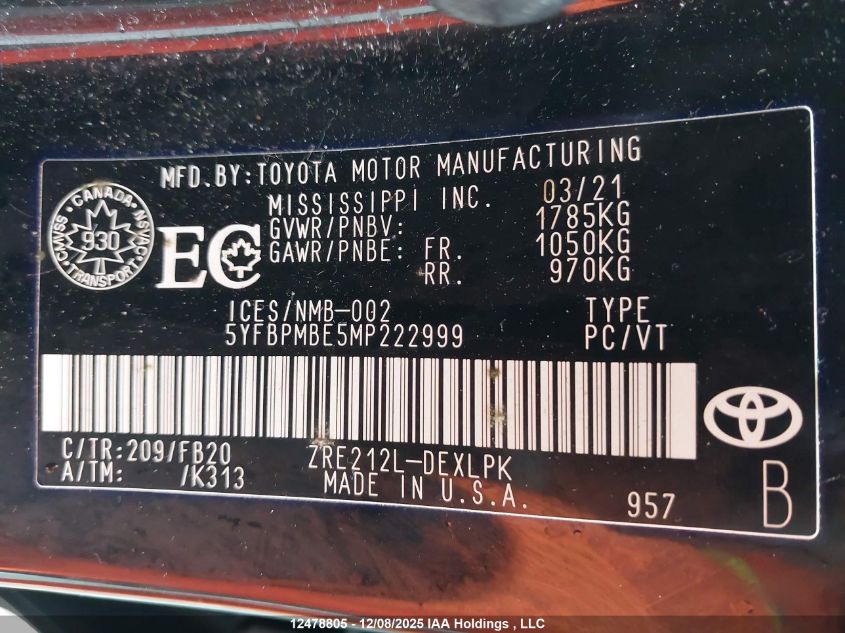 MFD.BY:TOYOTA MOTOR MANUFACTURING
MISSISSIPPI INC. 03/21
GVWR/PNBV: 1785KG
GAWR/PNBE: FR. 1050KG
RR. 970KG
CANADA
CMVSS NSVAC
930
TRANSPORT
EC
ICES/NMB-002 TYPE
5YFBPMBE5MP222999 PC/VT
C/TR:209/FB20 ZRE212L-DEXLPK
A/TM: /K313 MADE IN U.S.A.
957 B
12478805 - 12/08/2025 IAA Holdings , LLC